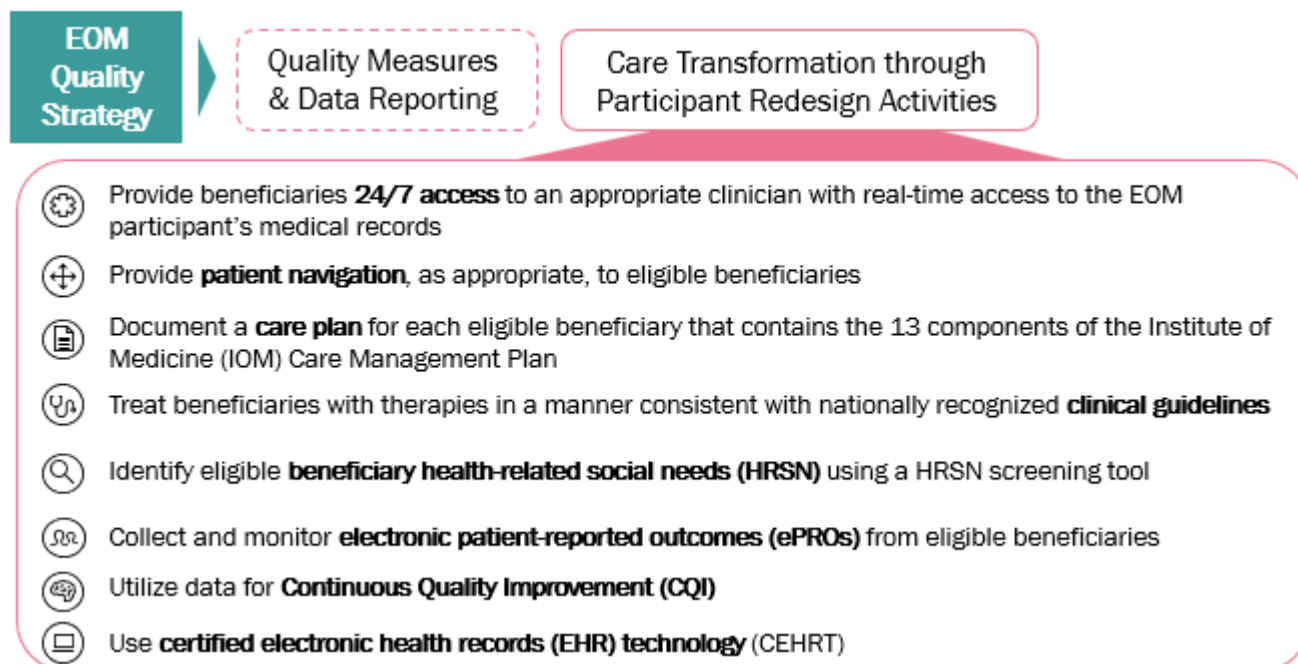 EOM
Quality
Strategy
Quality Measures
& Data Reporting
Care Transformation through
Participant Redesign Activities
Provide beneficiaries 24/7 access to an appropriate clinician with real-time access to the EOM
participant's medical records
Provide patient navigation, as appropriate, to eligible beneficiaries
Document a care plan for each eligible beneficiary that contains the 13 components of the Institute of
Medicine (IOM) Care Management Plan
Treat beneficiaries with therapies in a manner consistent with nationally recognized clinical guidelines
Identify eligible beneficiary health-related social needs (HRSN) using a HRSN screening tool
Collect and monitor electronic patient-reported outcomes (ePROs) from eligible beneficiaries
Utilize data for Continuous Quality Improvement (CQI)
Use certified electronic health records (EHR) technology (CEHRT)